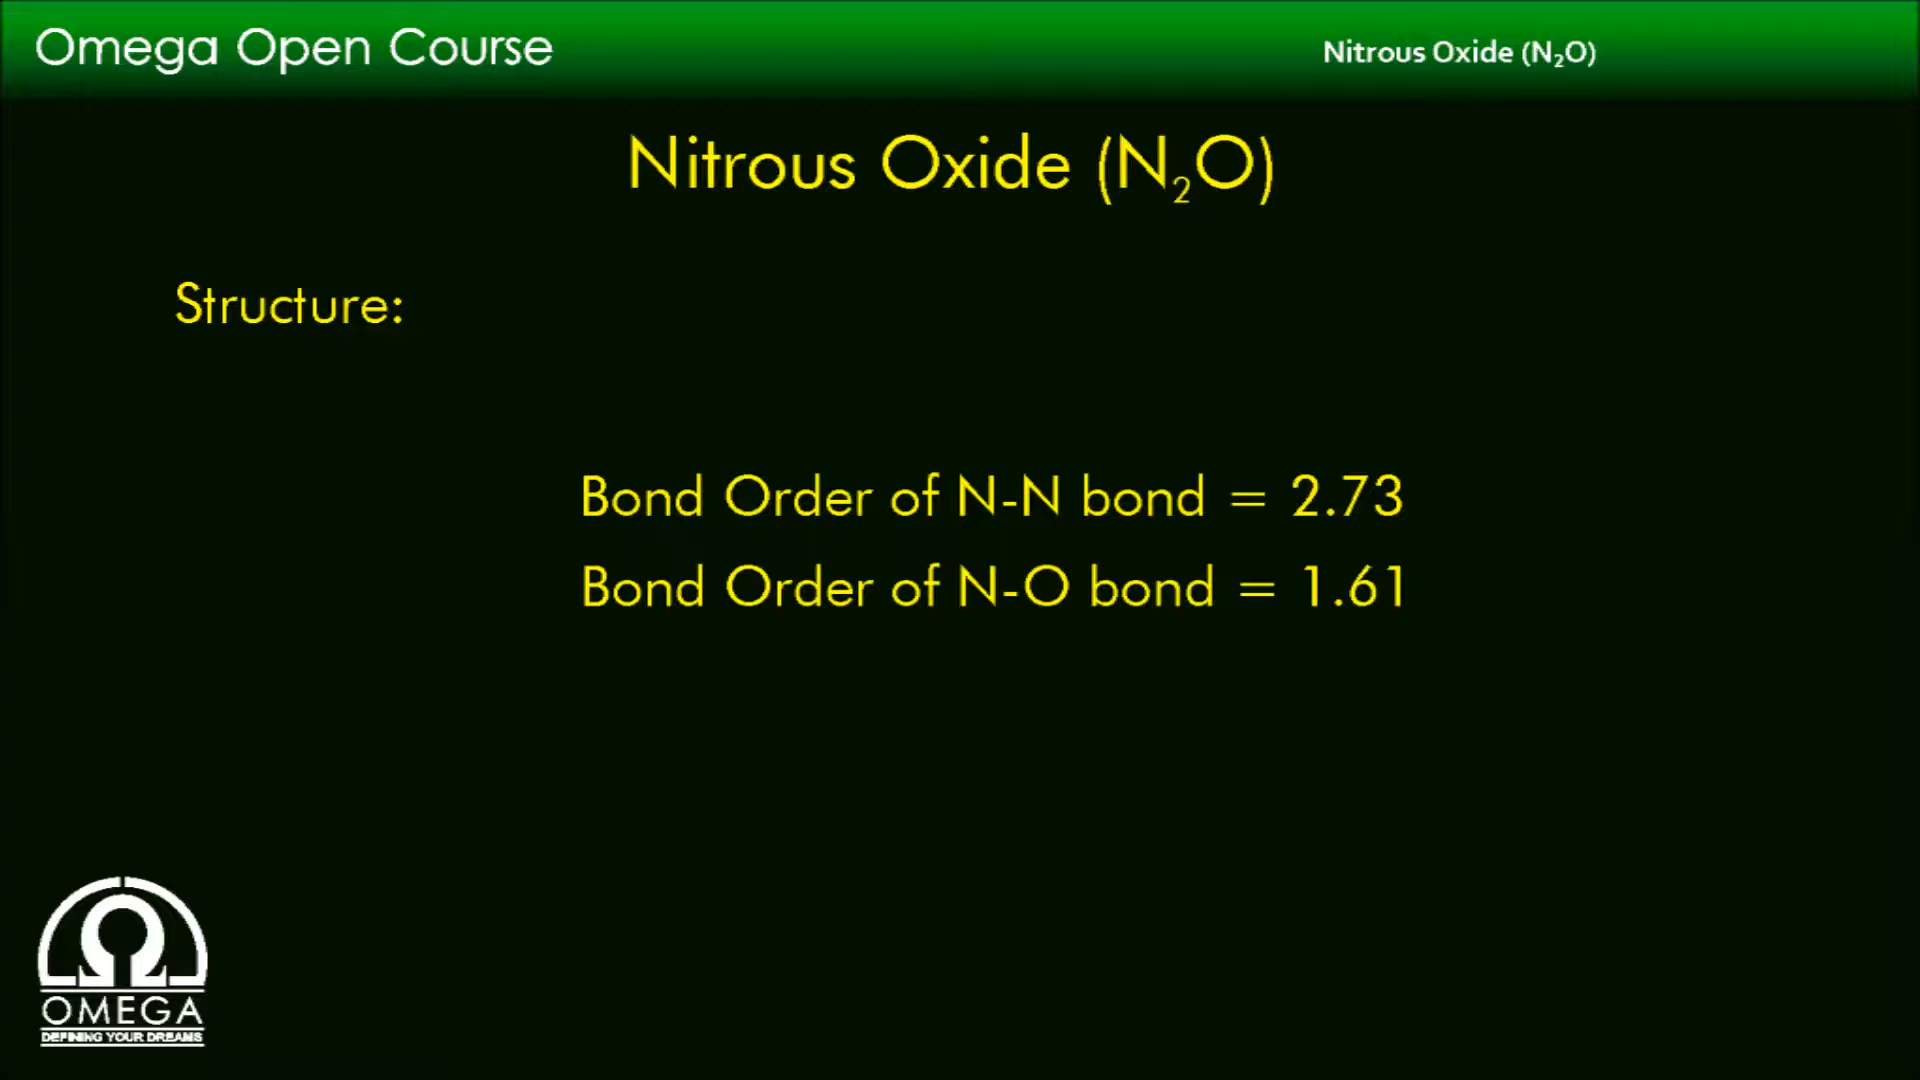 Omega Open Course
Nitrous Oxide (N₂O)
Nitrous Oxide (N₂O)
Structure:
Bond Order of N-N bond = 2.73
Bond Order of N-O bond = 1.61
OMEGA
DEFINING YOUR DREAMS